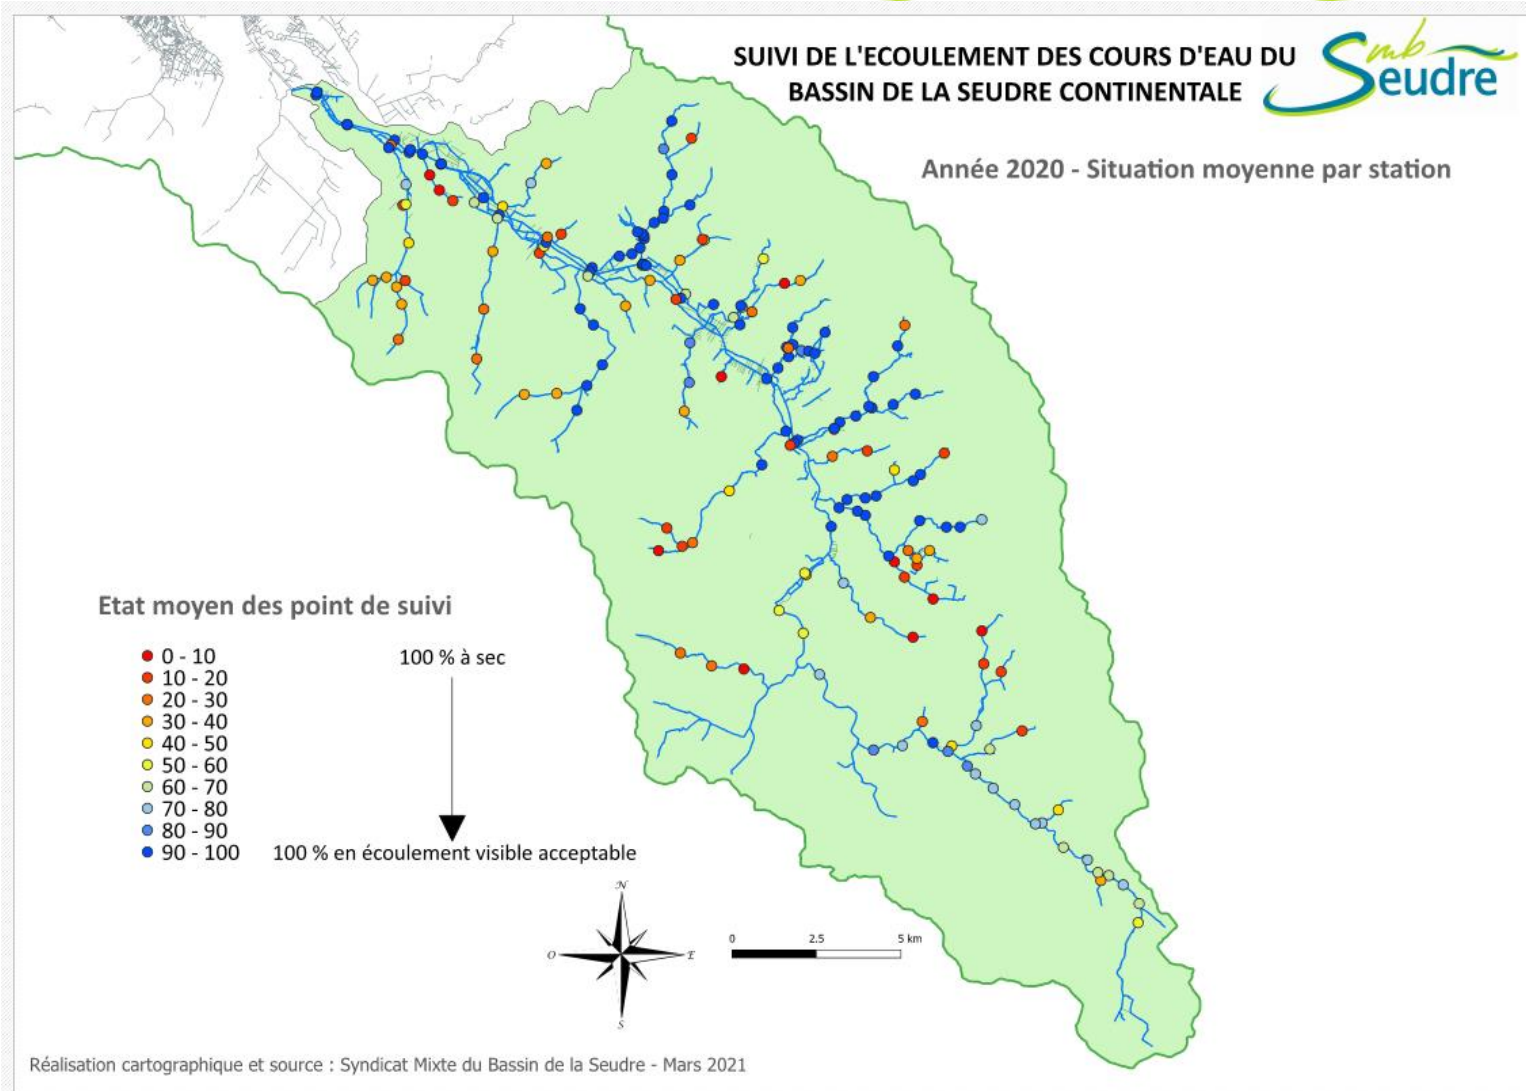 SUIVI DE L'ECOULEMENT DES COURS D'EAU DU
BASSIN DE LA SEUDRE CONTINENTALE
smb
Seudre
Année 2020 - Situation moyenne par station
Etat moyen des point de suivi
0 - 10
100 % à sec
10 - 20
20 - 30
30 - 40
40 - 50
50 - 60
60 - 70
70 - 80
80 - 90
90 - 100
100 % en écoulement visible acceptable
N
O
E
S
0 2.5 5 km
Réalisation cartographique et source : Syndicat Mixte du Bassin de la Seudre - Mars 2021